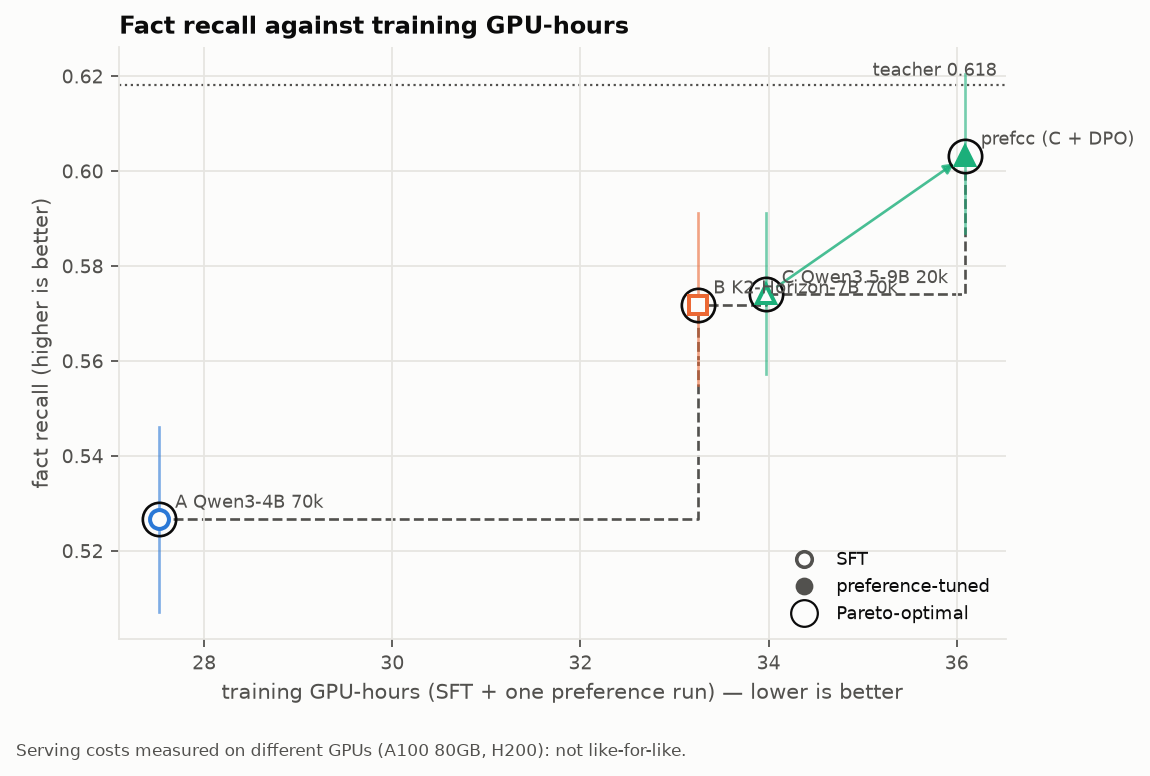 Fact recall against training GPU-hours
teacher 0.618
prefcc (C + DPO)
C Qwen3.5-9B 20k
B K2-Horizon-7B 70k
A Qwen3-4B 70k
0.62
0.60
0.58
0.56
0.54
0.52
fact recall (higher is better)
SFT
preference-tuned
Pareto-optimal
28
30
32
34
36
training GPU-hours (SFT + one preference run) — lower is better
Serving costs measured on different GPUs (A100 80GB, H200): not like-for-like.